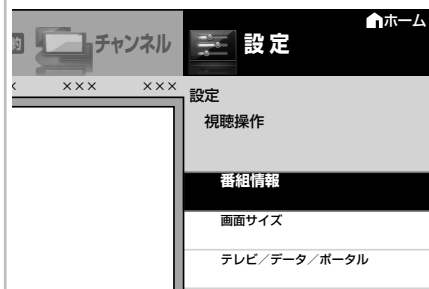 ホーム
チャンネル
設定
××× ×××
設定
視聴操作
番組情報
画面サイズ
テレビ／データ／ポータル